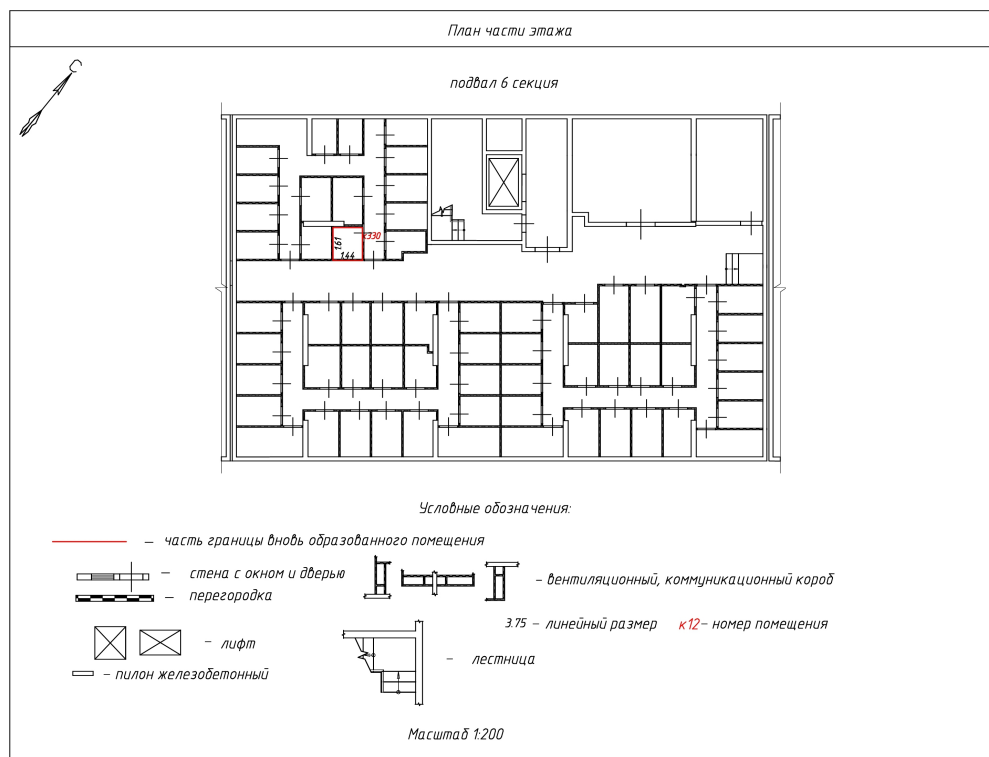 План части этажа
С
подвал 6 секция
к330
1.61
1.44
Условные обозначения:
– часть границы вновь образованного помещения
– стена с окном и дверью
– перегородка
– вентиляционный, коммуникационный короб
3.75 – линейный размер к12 – номер помещения
– лифт
– лестница
– пилон железобетонный
Масштаб 1:200